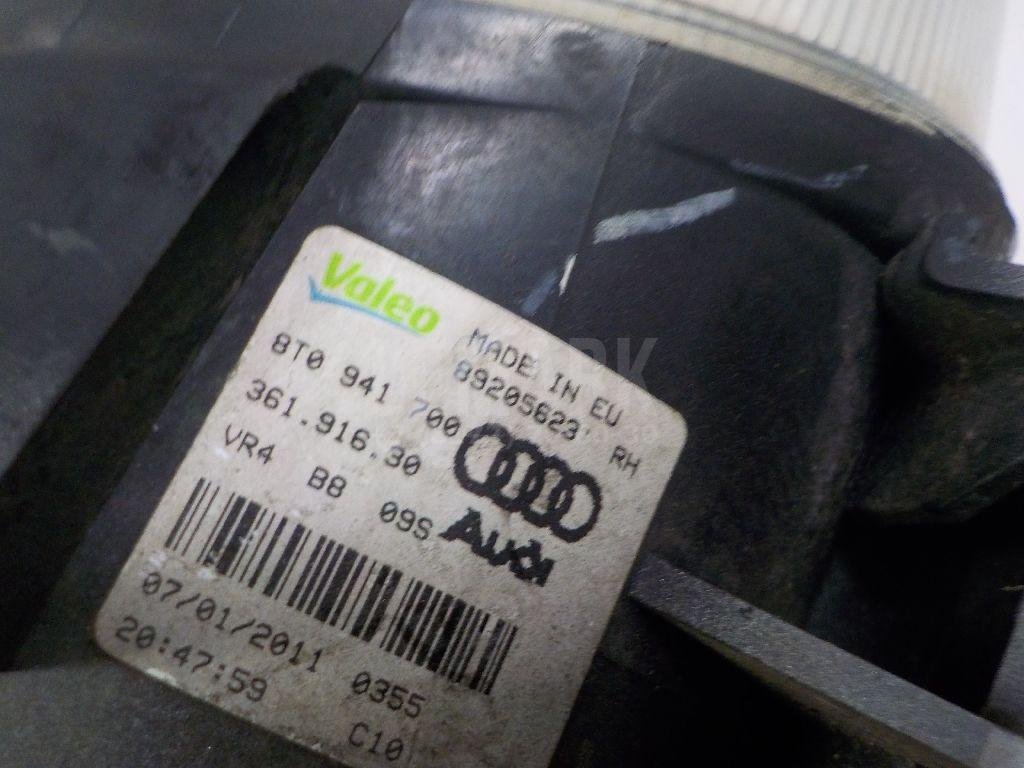 Valeo
MADE IN EU
89205623 RH
8T0 941 700
361.916.30
VR4 B8 09S
Audi
07/01/2011 0355
20:47:59 C10